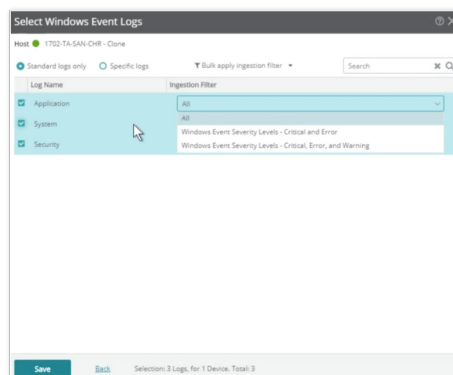 Select Windows Event Logs
Host 1702-TA-SAN-CHR - Clone
Standard logs only Specific logs Bulk apply ingestion filter Search
Log Name Ingestion Filter
Application All
All
System
Windows Event Severity Levels - Critical and Error
Security Windows Event Severity Levels - Critical, Error, and Warning
Save Back Selection: 3 Logs, for 1 Device. Total: 3